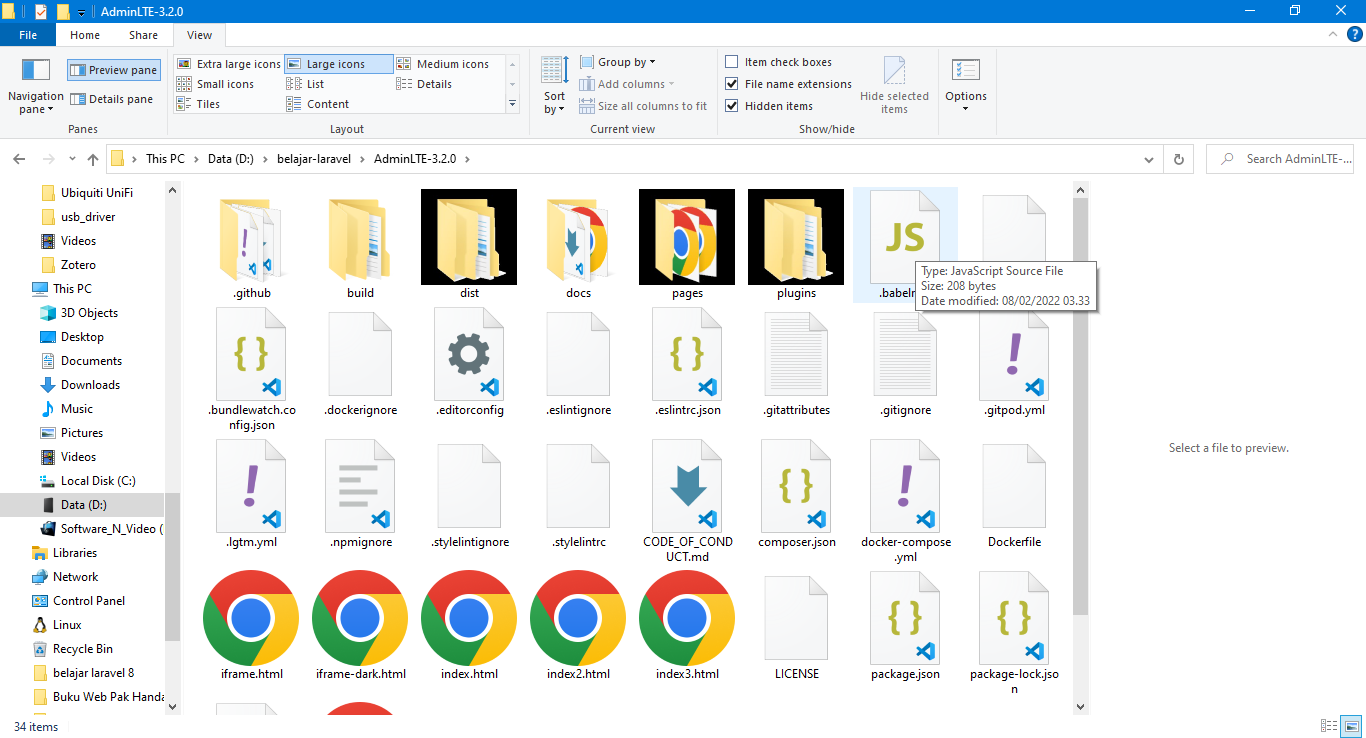 AdminLTE-3.2.0
File Home Share View
Navigation pane
Preview pane
Details pane
Panes
Extra large icons Large icons Medium icons
Small icons List Details
Tiles Content
Layout
Sort by
Group by
Add columns
Size all columns to fit
Current view
Item check boxes
File name extensions
Hidden items
Hide selected items
Show/hide
Options
This PC Data (D:) belajar-laravel AdminLTE-3.2.0
Search AdminLTE-...
Ubiquiti UniFi
usb_driver
Videos
Zotero
This PC
3D Objects
Desktop
Documents
Downloads
Music
Pictures
Videos
Local Disk (C:)
Data (D:)
Software_N_Video (
Libraries
Network
Control Panel
Linux
Recycle Bin
belajar laravel 8
Buku Web Pak Handa
JS
.github build dist docs pages plugins
Type: JavaScript Source File
Size: 208 bytes
Date modified: 08/02/2022 03.33
.bundlewatch.co
nfig.json
.dockerignore .editorconfig .eslintignore .eslintrc.json .gitattributes .gitignore .gitpod.yml
.lgtm.yml .npmignore .stylelintignore .stylelintrc
CODE_OF_COND
UCT.md
composer.json
docker-compose
.yml
Dockerfile
iframe.html iframe-dark.html index.html index2.html index3.html LICENSE package.json
package-lock.jso
n
Select a file to preview.
34 items